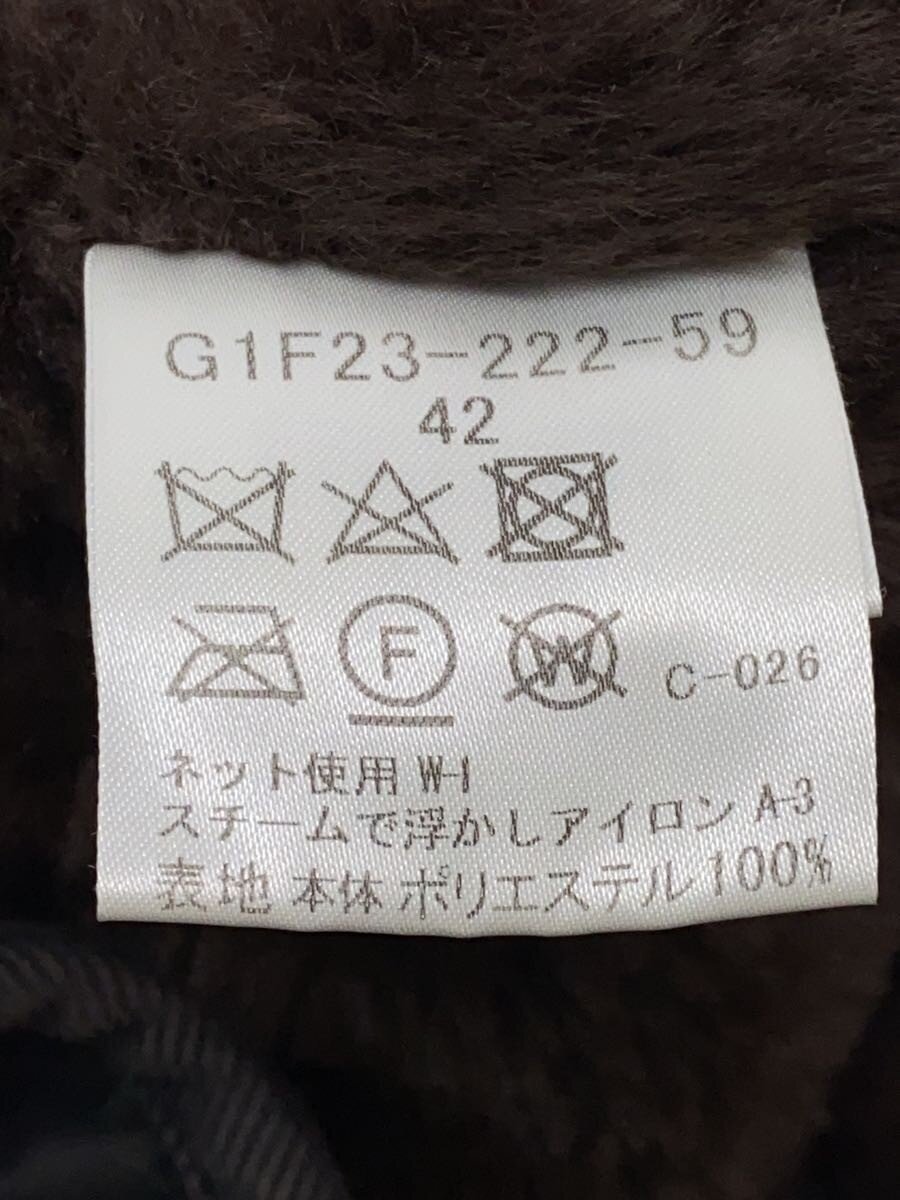 G1F23-222-59
42
F W C-026
ネット使用 W-1
スチームで浮かしアイロン A-3
表地 本体 ポリエステル100%